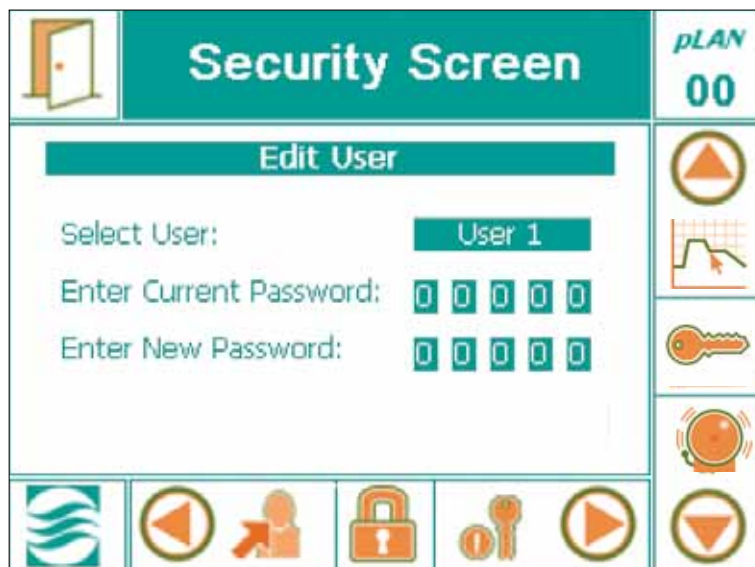 Security Screen
pLAN
00
Edit User
Select User: User 1
Enter Current Password: 0 0 0 0 0
Enter New Password: 0 0 0 0 0